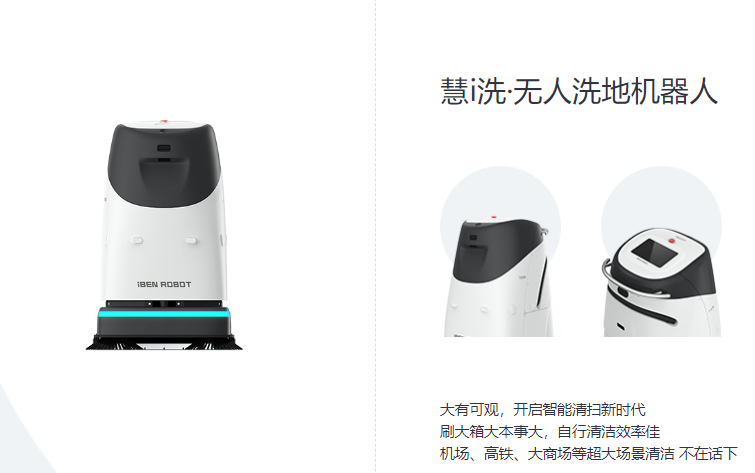 慧i洗·无人洗地机器人
iBEN ROBOT
大有可观，开启智能清扫新时代
刷大箱大本事大，自行清洁效率佳
机场、高铁、大商场等超大场景清洁 不在话下